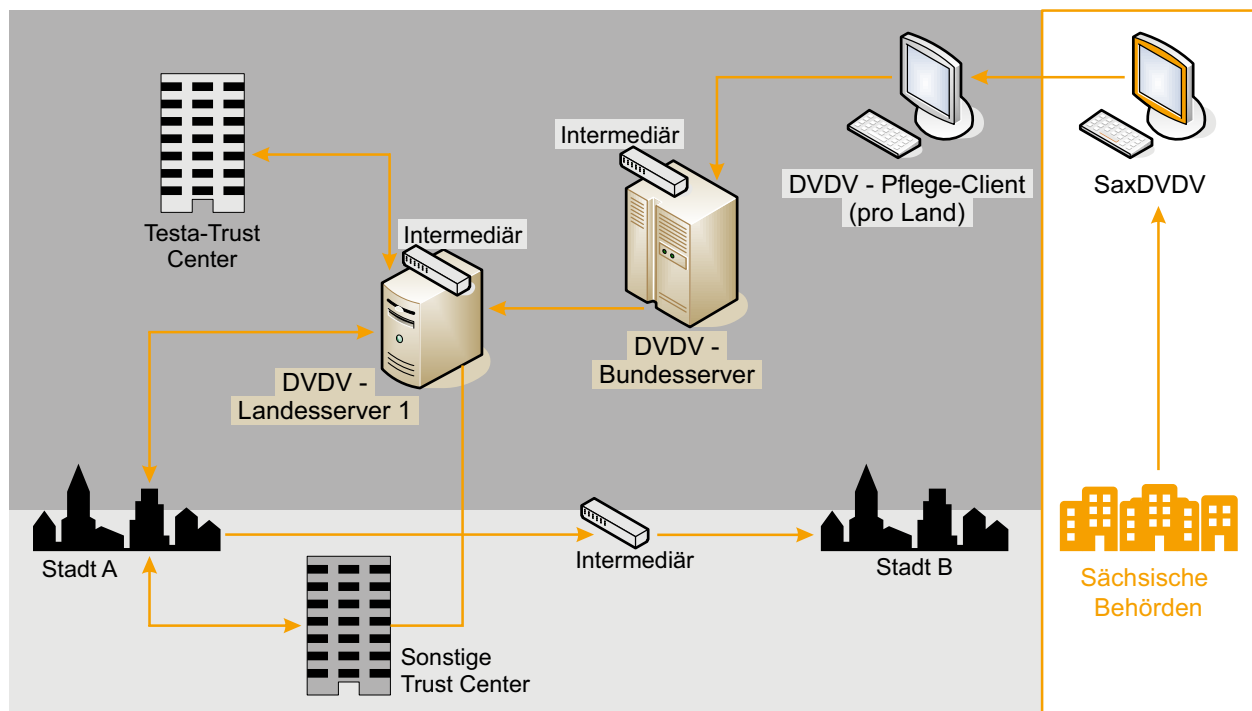 Intermediär
DVDV - Pflege-Client
(pro Land)
SaxDVDV
Testa-Trust
Center
Intermediär
DVDV -
Bundesserver
DVDV -
Landesserver 1
Stadt A
Intermediär
Stadt B
Sächsische
Behörden
Sonstige
Trust Center